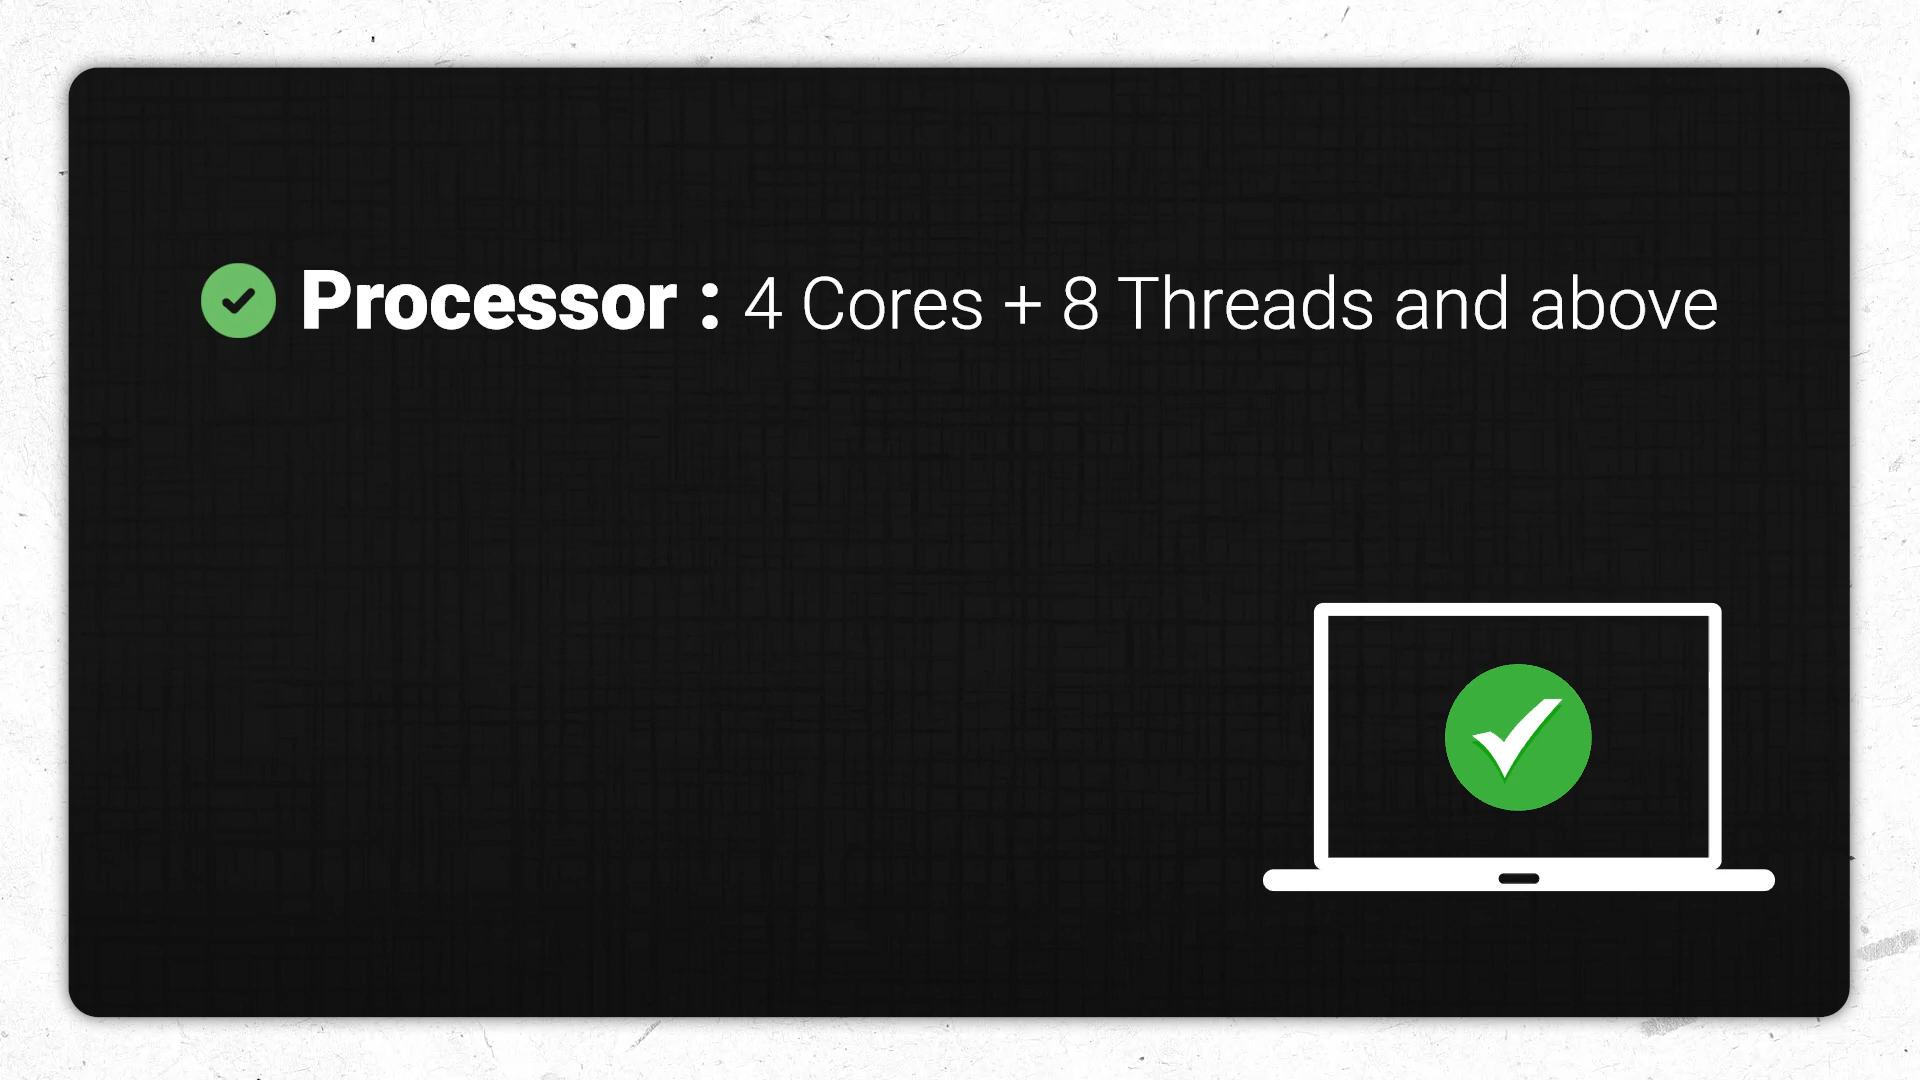 Processor : 4 Cores + 8 Threads and above